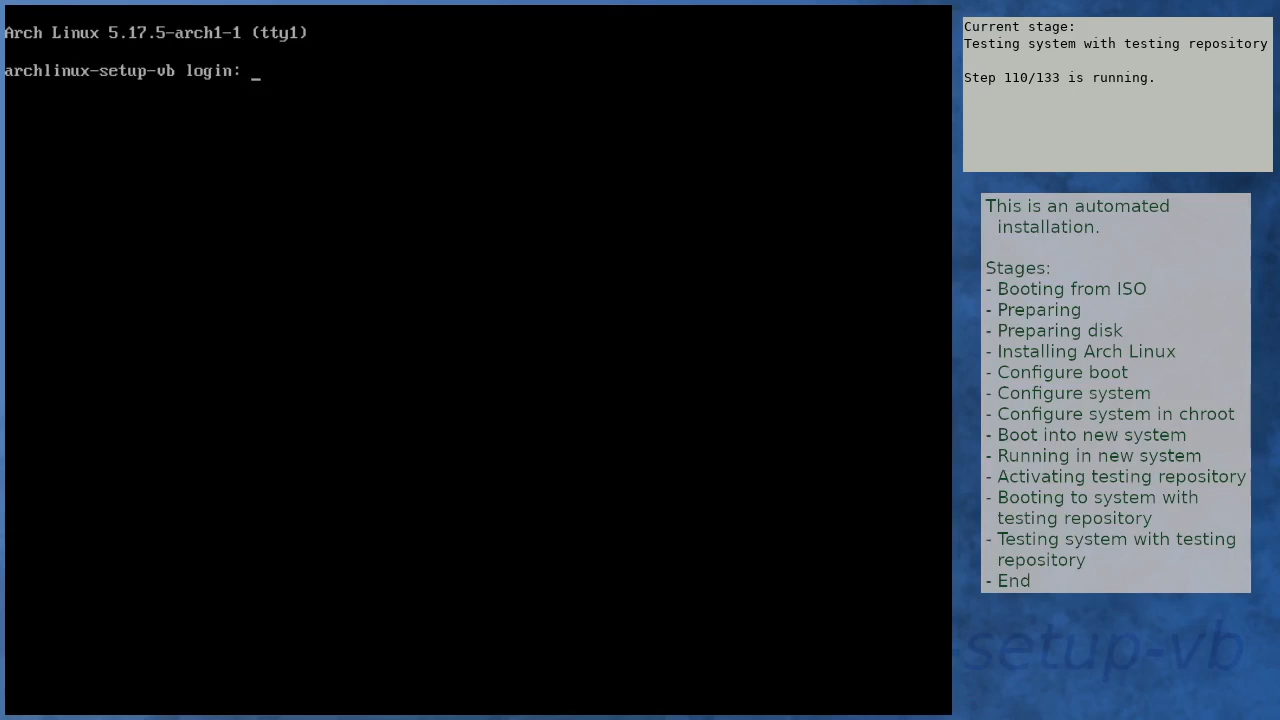 Arch Linux 5.17.5-arch1-1 (tty1)
archlinux-setup-vb login: _
Current stage:
Testing system with testing repository
Step 110/133 is running.
This is an automated
installation.
Stages:
- Booting from ISO
- Preparing
- Preparing disk
- Installing Arch Linux
- Configure boot
- Configure system
- Configure system in chroot
- Boot into new system
- Running in new system
- Activating testing repository
- Booting to system with
testing repository
- Testing system with testing
repository
- End
-setup-vb